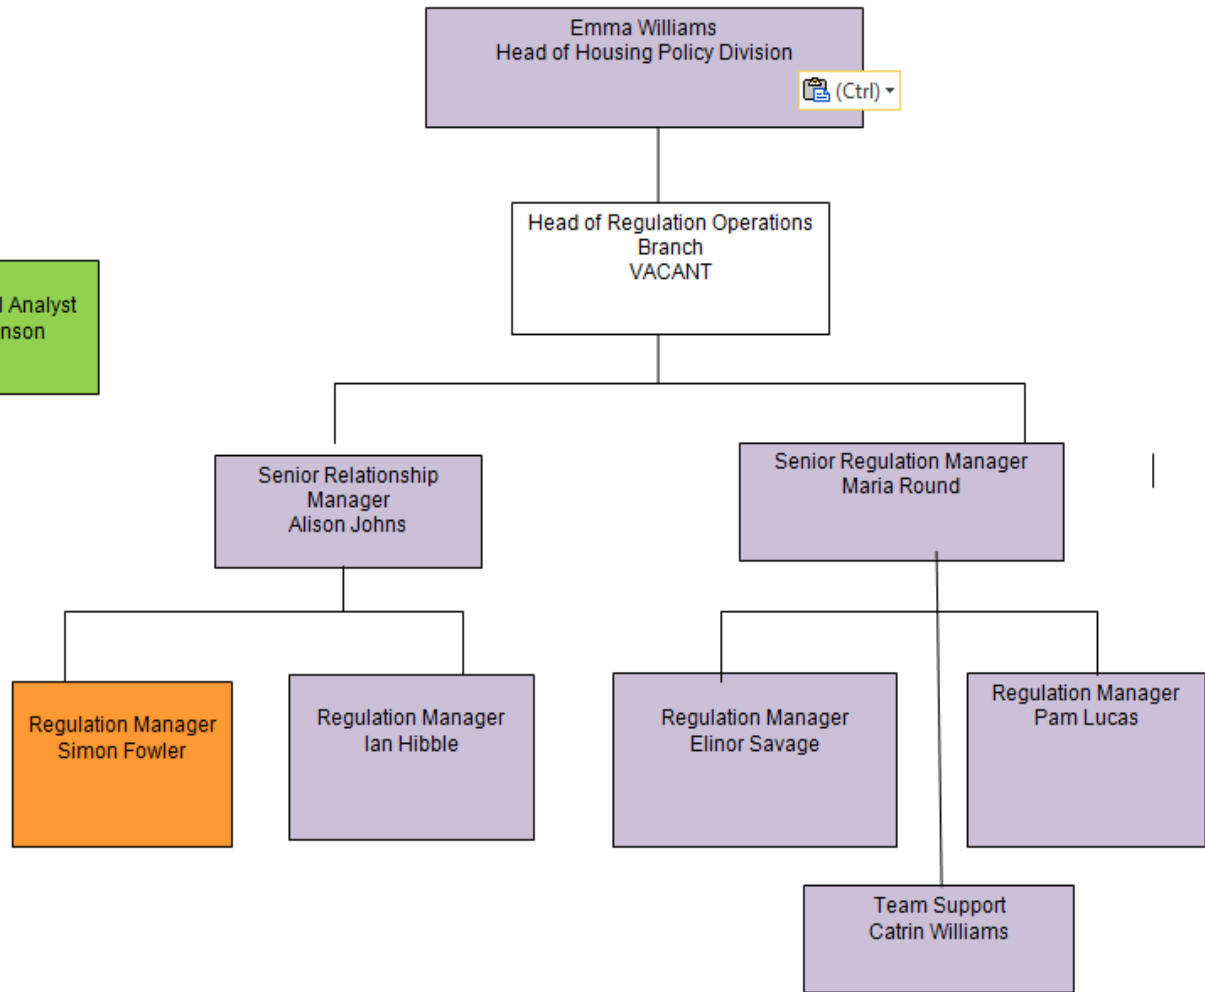 Emma Williams
Head of Housing Policy Division
(Ctrl)
Head of Regulation Operations
Branch
VACANT
Analyst
Senior Relationship
Manager
Alison Johns
Senior Regulation Manager
Maria Round
Regulation Manager
Simon Fowler
Regulation Manager
Ian Hibble
Regulation Manager
Elinor Savage
Regulation Manager
Pam Lucas
Team Support
Catrin Williams